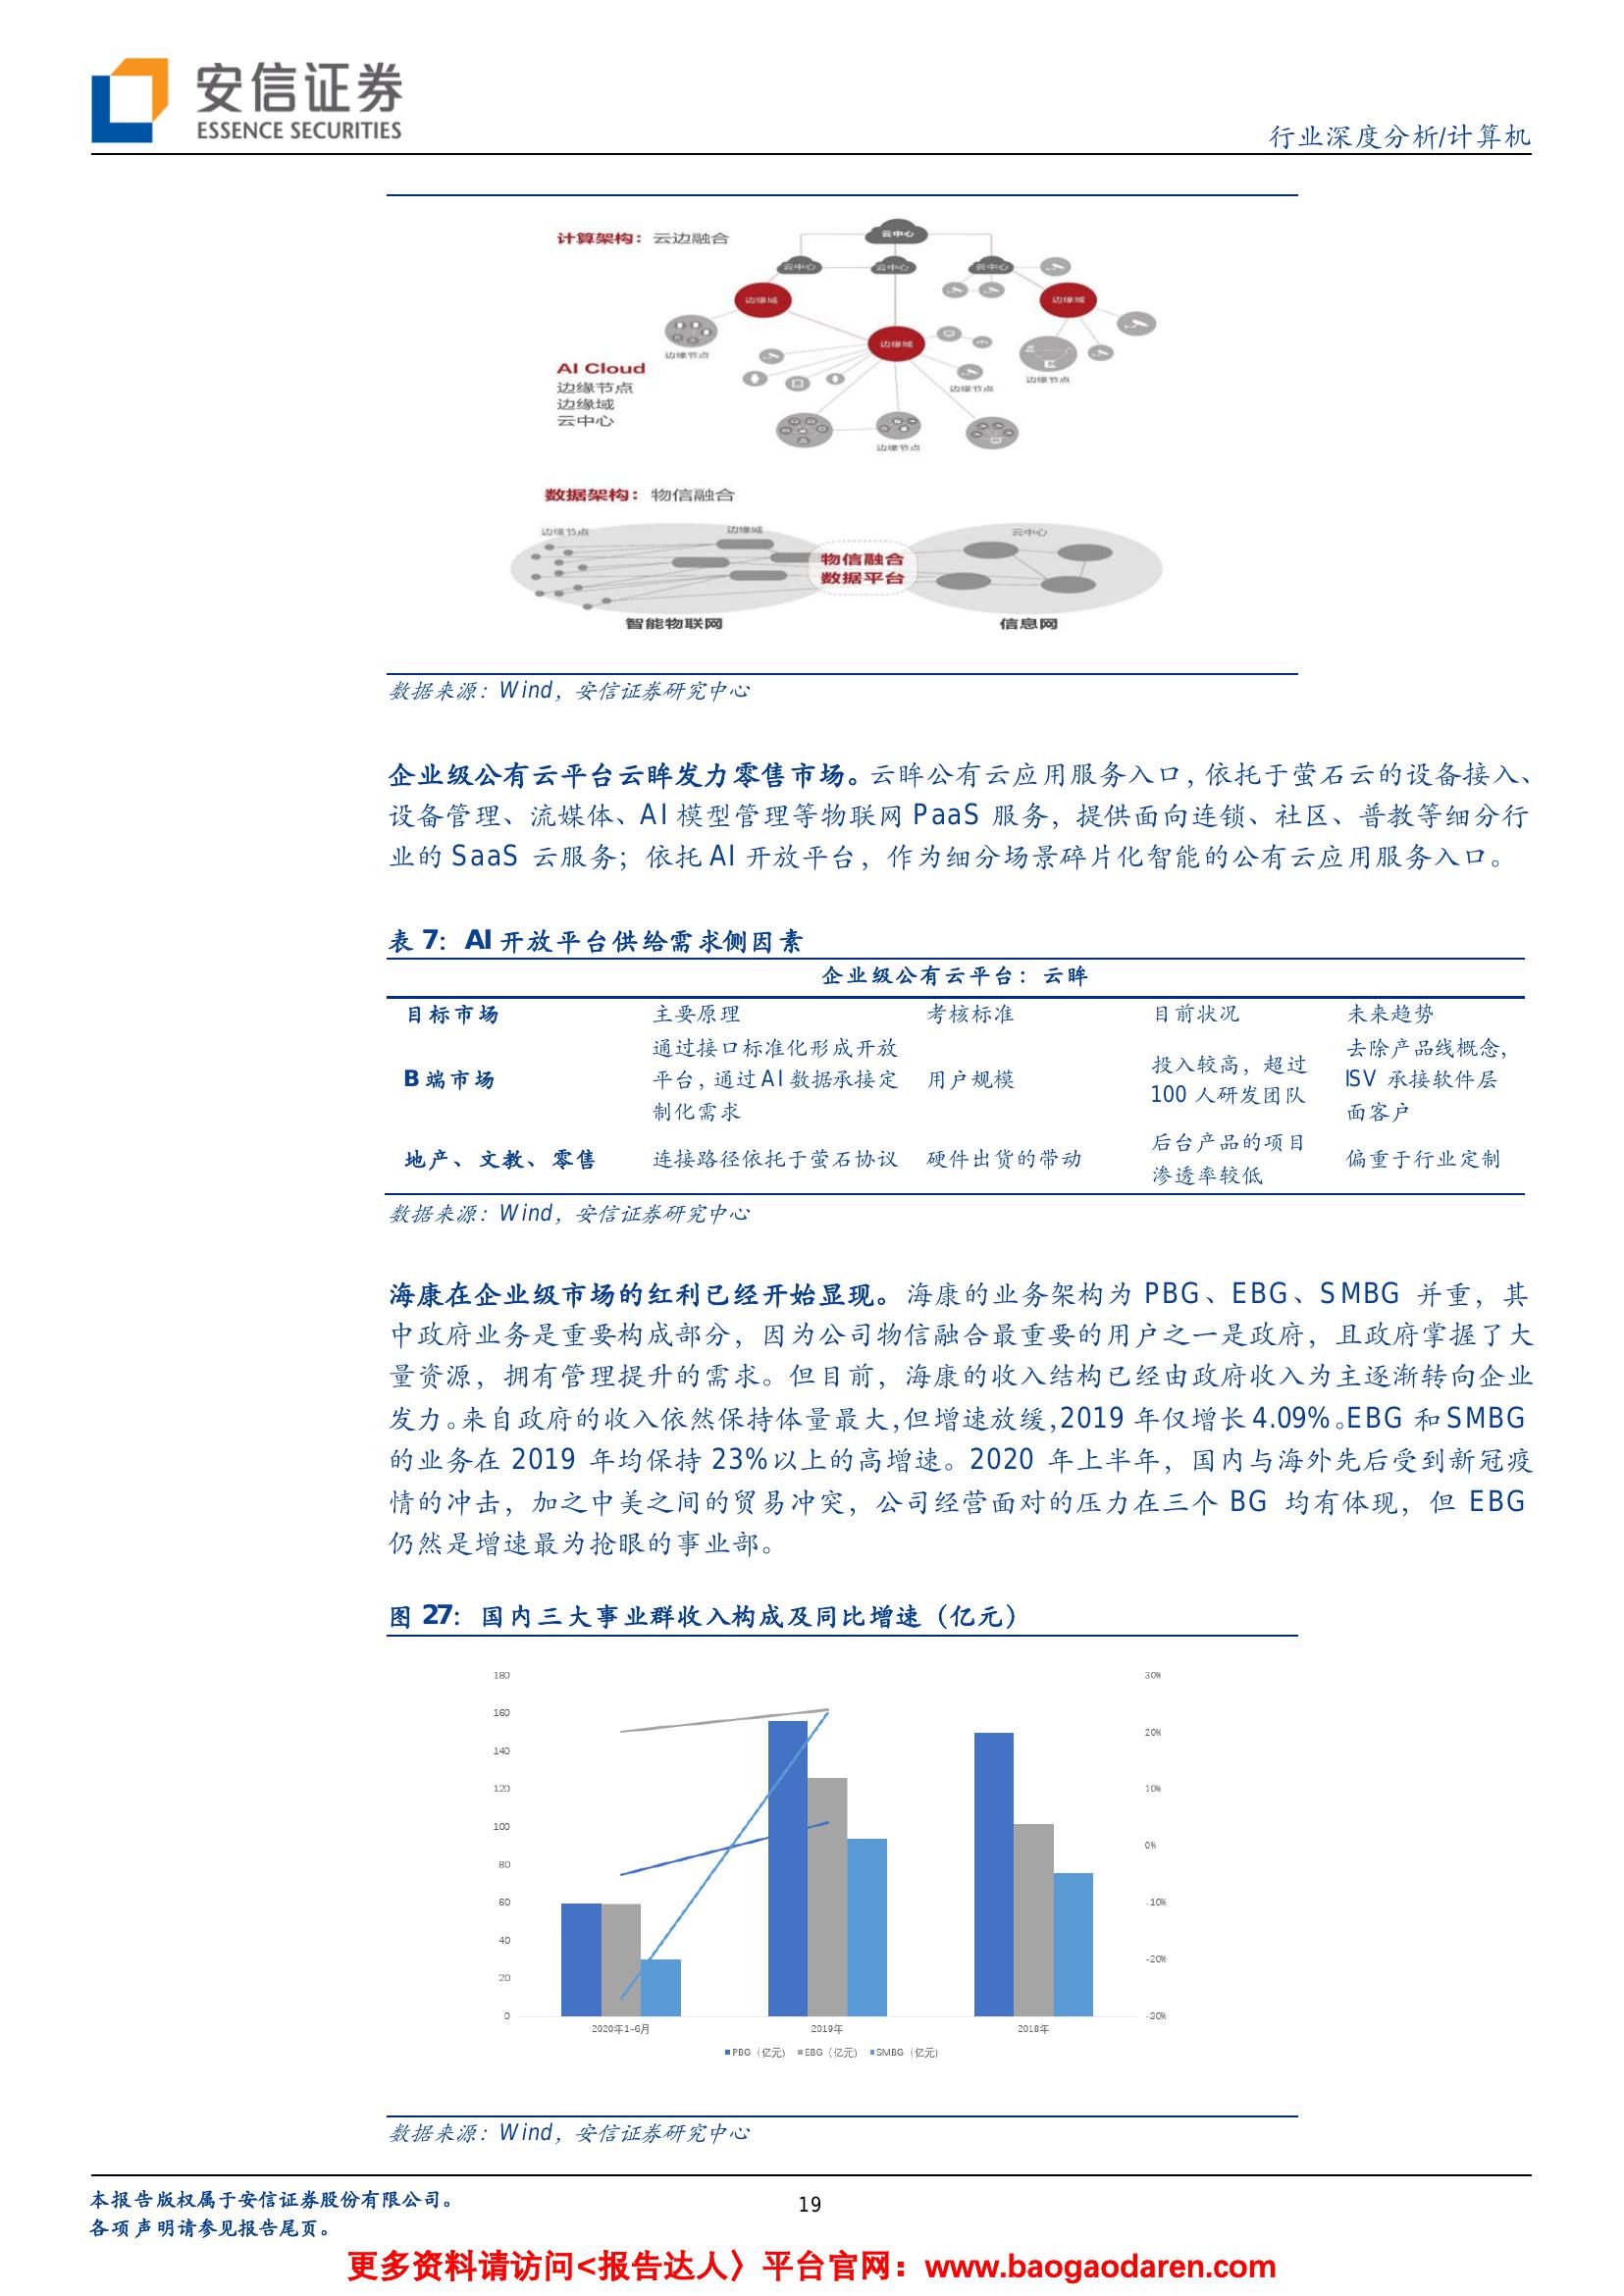 安信证券
ESSENCE SECURITIES
行业深度分析/计算机
计算架构：云边融合
云中心
云中心
云中心
云中心
边缘域
边缘域
边缘域
边缘节点
边缘节点
边缘节点
边缘节点
AI Cloud
边缘节点
边缘域
云中心
数据架构：物信融合
边缘节点
边缘域
云中心
物信融合
数据平台
智能物联网
信息网
数据来源：Wind，安信证券研究中心
企业级公有云平台云眸发力零售市场。云眸公有云应用服务入口，依托于萤石云的设备接入、
设备管理、流媒体、AI 模型管理等物联网 PaaS 服务，提供面向连锁、社区、普教等细分行
业的 SaaS 云服务；依托 AI 开放平台，作为细分场景碎片化智能的公有云应用服务入口。
表 7：AI 开放平台供给需求侧因素
企业级公有云平台：云眸
目标市场 主要原理 考核标准 目前状况 未来趋势
B 端市场 通过接口标准化形成开放
平台，通过 AI 数据承接定
制化需求 用户规模 投入较高，超过
100 人研发团队 去除产品线概念，
ISV 承接软件层
面客户
地产、文教、零售 连接路径依托于萤石协议 硬件出货的带动 后台产品的项目
渗透率较低 偏重于行业定制
数据来源：Wind，安信证券研究中心
海康在企业级市场的红利已经开始显现。海康的业务架构为 PBG、EBG、SMBG 并重，其
中政府业务是重要构成部分，因为公司物信融合最重要的用户之一是政府，且政府掌握了大
量资源，拥有管理提升的需求。但目前，海康的收入结构已经由政府收入为主逐渐转向企业
发力。来自政府的收入依然保持体量最大，但增速放缓，2019 年仅增长 4.09%。EBG 和 SMBG
的业务在 2019 年均保持 23%以上的高增速。2020 年上半年，国内与海外先后受到新冠疫
情的冲击，加之中美之间的贸易冲突，公司经营面对的压力在三个 BG 均有体现，但 EBG
仍然是增速最为抢眼的事业部。
图 27：国内三大事业群收入构成及同比增速（亿元）
180
160
140
120
100
80
60
40
20
0
30%
20%
10%
0%
-10%
-20%
-30%
2020年1-6月 2019年 2018年
PBG（亿元） EBG（亿元） SMBG（亿元）
数据来源：Wind，安信证券研究中心
本报告版权属于安信证券股份有限公司。
各项声明请参见报告尾页。
19
更多资料请访问<报告达人〉平台官网：www.baogaodaren.com